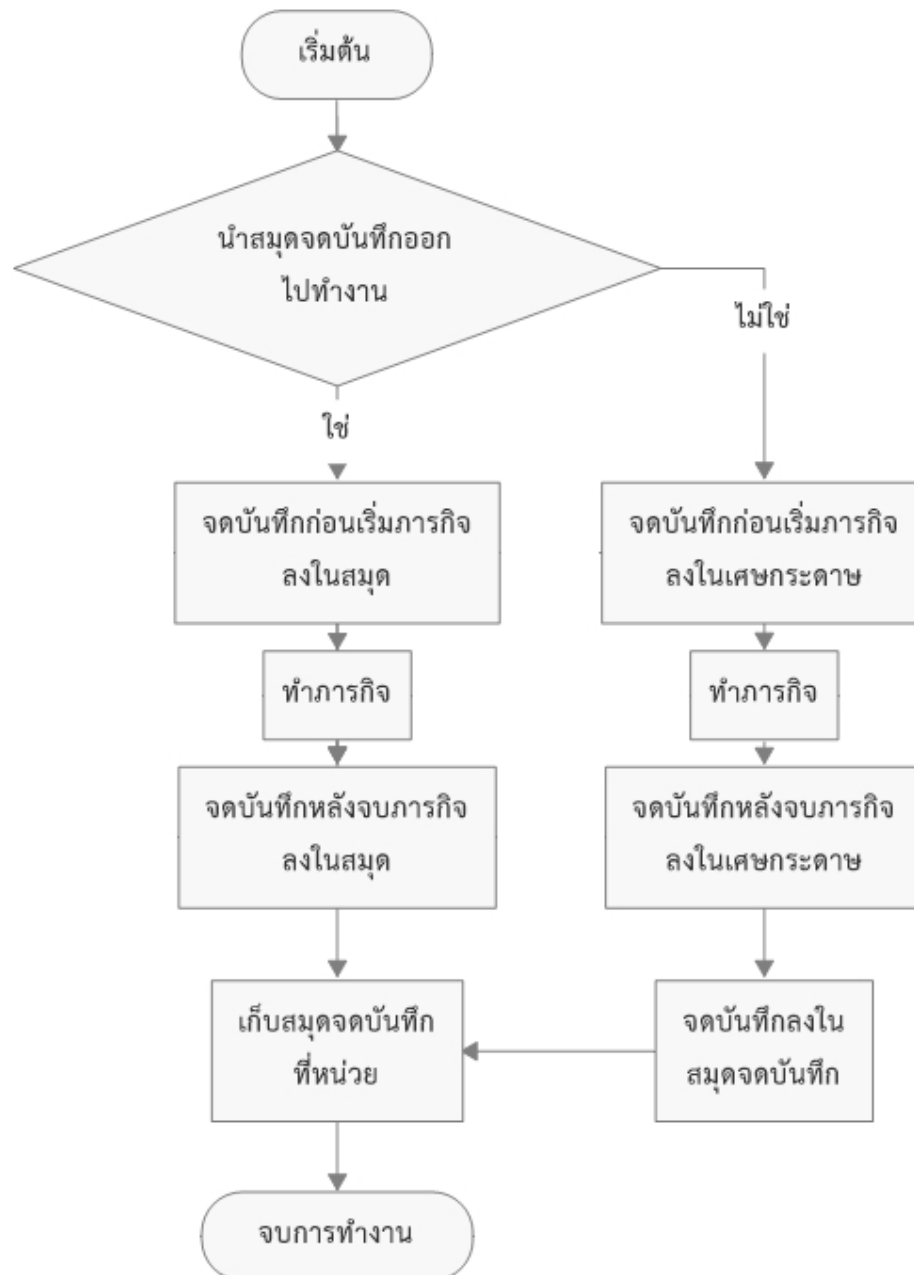 เริ่มต้น
นำสมุดจดบันทึกออก
ไปทำงาน
ไม่ใช่
ใช่
จดบันทึกก่อนเริ่มภารกิจ
ลงในสมุด
จดบันทึกก่อนเริ่มภารกิจ
ลงในเศษกระดาษ
ทำภารกิจ
ทำภารกิจ
จดบันทึกหลังจบภารกิจ
ลงในสมุด
จดบันทึกหลังจบภารกิจ
ลงในเศษกระดาษ
เก็บสมุดจดบันทึก
ที่หน่วย
จดบันทึกลงใน
สมุดจดบันทึก
จบการทำงาน